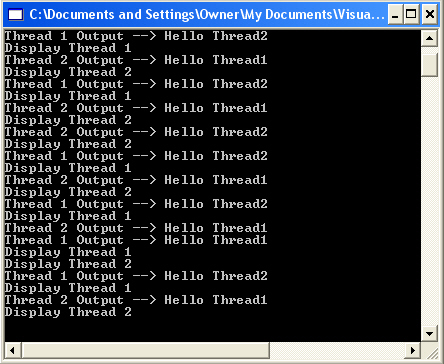 C:\Documents and Settings\Owner\My Documents\Visua...
Thread 1 Output --> Hello Thread2
Display Thread 1
Thread 2 Output --> Hello Thread1
Display Thread 2
Thread 1 Output --> Hello Thread2
Display Thread 1
Thread 2 Output --> Hello Thread1
Display Thread 2
Thread 2 Output --> Hello Thread2
Display Thread 2
Thread 1 Output --> Hello Thread1
Display Thread 1
Thread 2 Output --> Hello Thread1
Display Thread 2
Thread 1 Output --> Hello Thread2
Display Thread 1
Thread 2 Output --> Hello Thread1
Thread 1 Output --> Hello Thread1
Display Thread 1
Display Thread 2
Thread 1 Output --> Hello Thread2
Display Thread 1
Thread 2 Output --> Hello Thread1
Display Thread 2